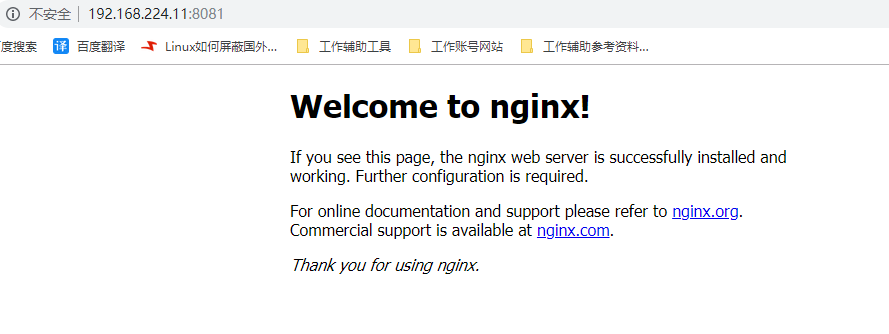 不安全 192.168.224.11:8081
度搜索 译 百度翻译 Linux如何屏蔽国外... 工作辅助工具 工作账号网站 工作辅助参考资料...
Welcome to nginx!
If you see this page, the nginx web server is successfully installed and
working. Further configuration is required.
For online documentation and support please refer to nginx.org.
Commercial support is available at nginx.com.
Thank you for using nginx.